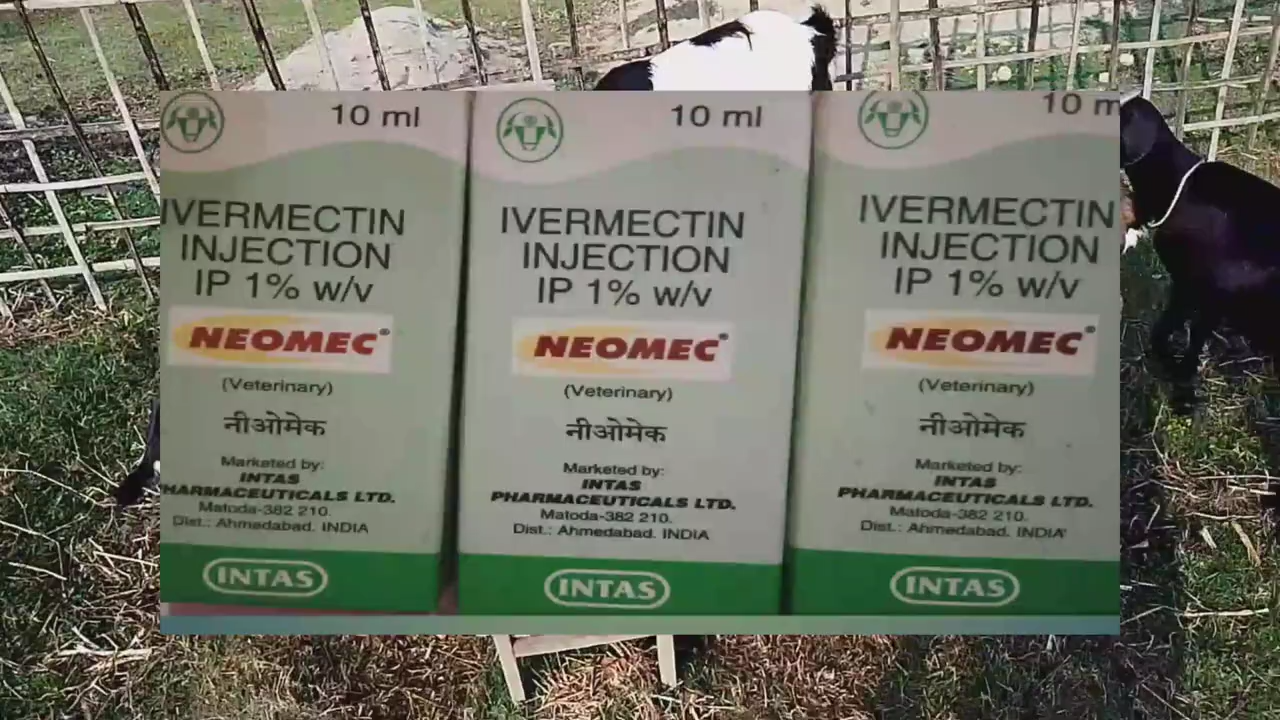 10 ml
IVERMECTIN
INJECTION
IP 1% w/v
NEOMEC®
(Veterinary)
नीओमेक
Marketed by:
INTAS
HARMACEUTICALS LTD.
Matoda-382 210.
Dist.: Ahmedabad. INDIA
INTAS
10 ml
IVERMECTIN
INJECTION
IP 1% w/v
NEOMEC®
(Veterinary)
नीओमेक
Marketed by:
INTAS
PHARMACEUTICALS LTD.
Matoda-382 210.
Dist.: Ahmedabad. INDIA
INTAS
10 m
IVERMECTIN
INJECTION
IP 1% w/v
NEOMEC®
(Veterinary)
नीओमेक
Marketed by:
INTAS
PHARMACEUTICALS LTD.
Matoda-382 210.
Dist.: Ahmedabad. INDIA
INTAS